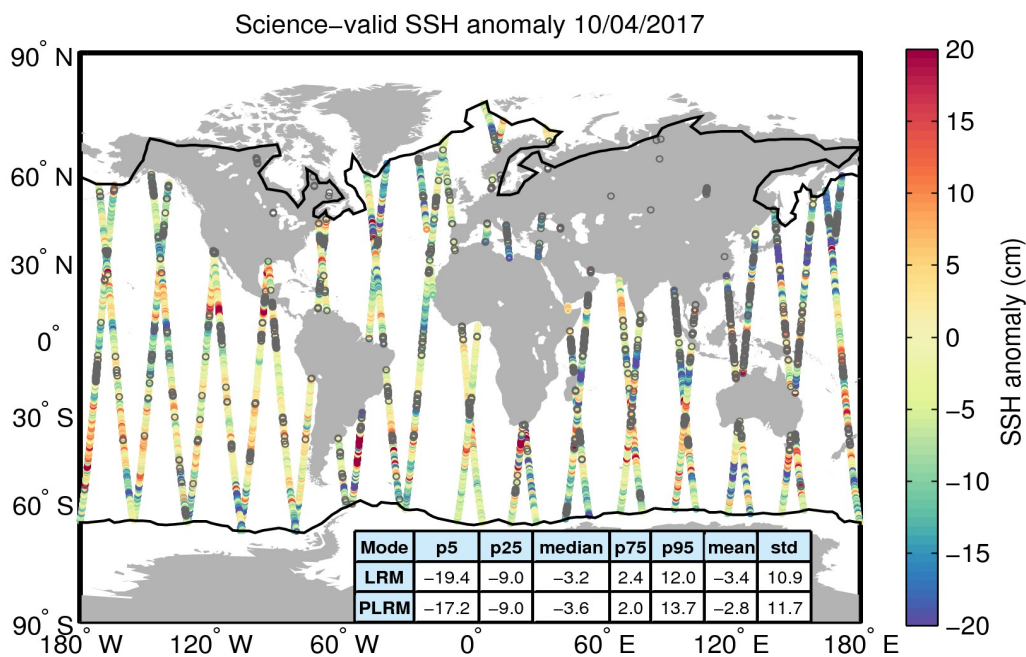 Science−valid SSH anomaly 10/04/2017
90° N
60° N
30° N
0°
30° S
60° S
90° S
180° W
120° W
60° W
0°
60° E
120° E
180° E
Mode p5 p25 median p75 p95 mean std
LRM −19.4 −9.0 −3.2 2.4 12.0 −3.4 10.9
PLRM −17.2 −9.0 −3.6 2.0 13.7 −2.8 11.7
20
15
10
5
0
−5
−10
−15
−20
SSH anomaly (cm)